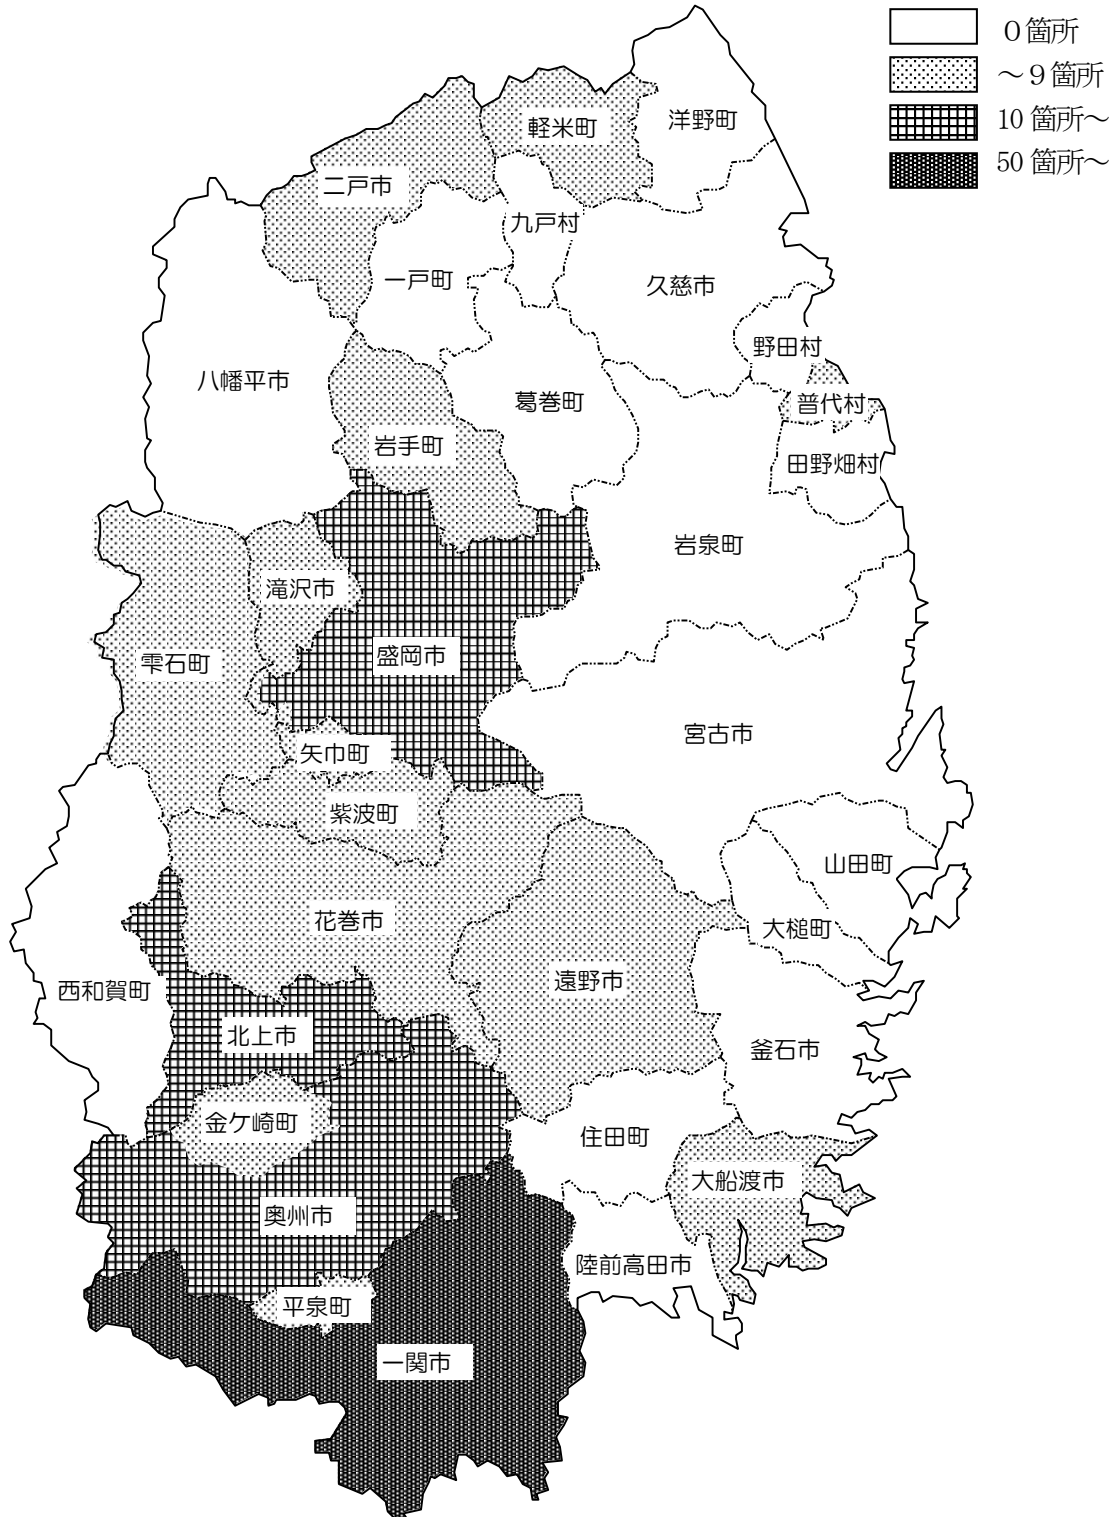 0箇所
～9箇所
10箇所～
50箇所～
軽米町
洋野町
二戸市
九戸村
一戸町
久慈市
野田村
八幡平市
葛巻町
普代村
岩手町
田野畑村
岩泉町
滝沢市
盛岡市
雫石町
宮古市
矢巾町
紫波町
山田町
花巻市
大槌町
遠野市
西和賀町
北上市
釜石市
金ケ崎町
住田町
大船渡市
奥州市
陸前高田市
平泉町
一関市